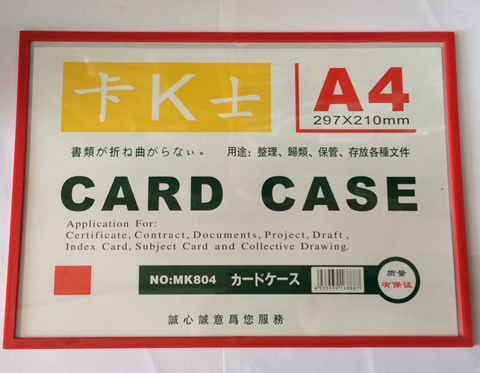 卡K士
A4
297X210mm
書類が折ね曲がらない。 用途：整理、歸類、保管、存放各種文件
CARD CASE
Application For:
Certificate, Contract, Documents, Project, Draft,
Index Card, Subject Card and Collective Drawing.
NO:MK804 カードケース
质量
有保证
誠心誠意爲您服務